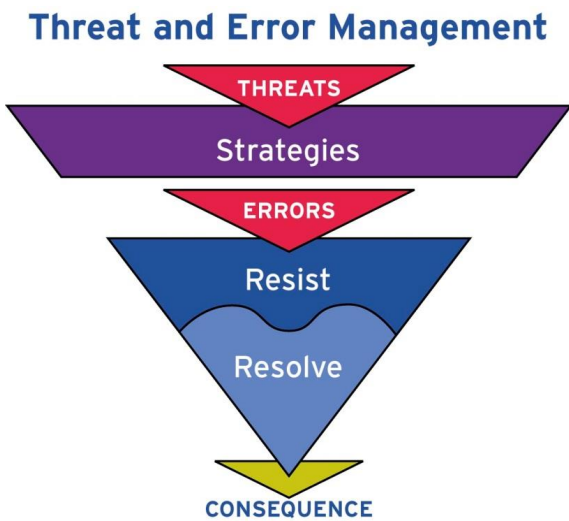 Threat and Error Management
THREATS
Strategies
ERRORS
Resist
Resolve
CONSEQUENCE